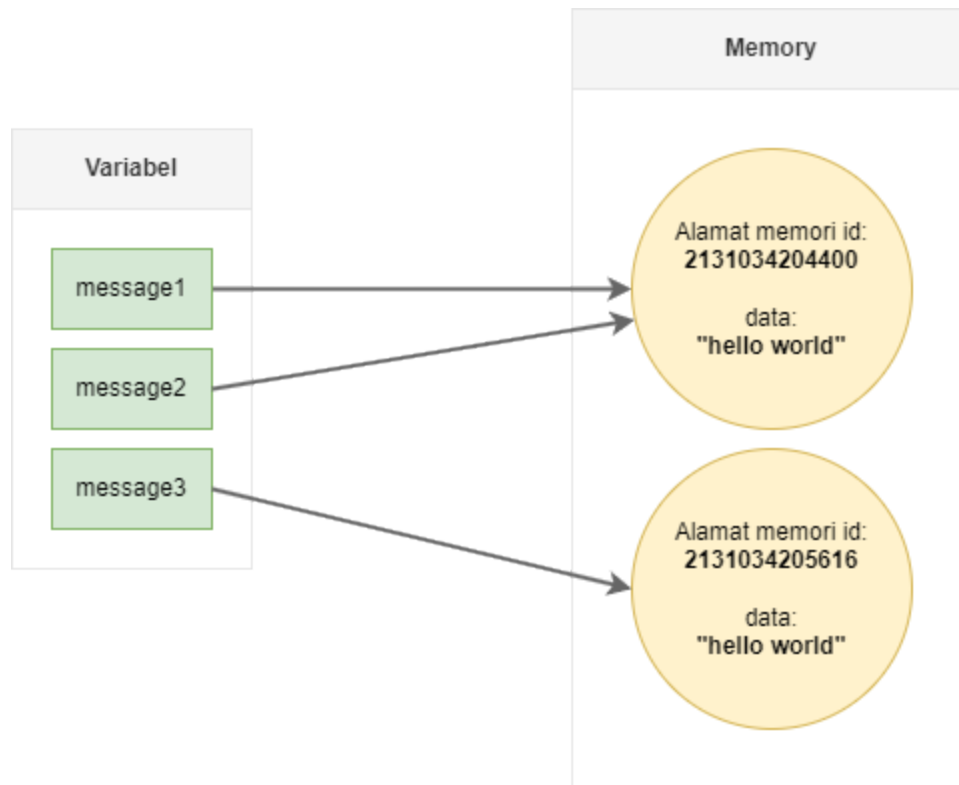 Memory
Variabel
message1
message2
message3
Alamat memori id:
2131034204400
data:
"hello world"
Alamat memori id:
2131034205616
data:
"hello world"